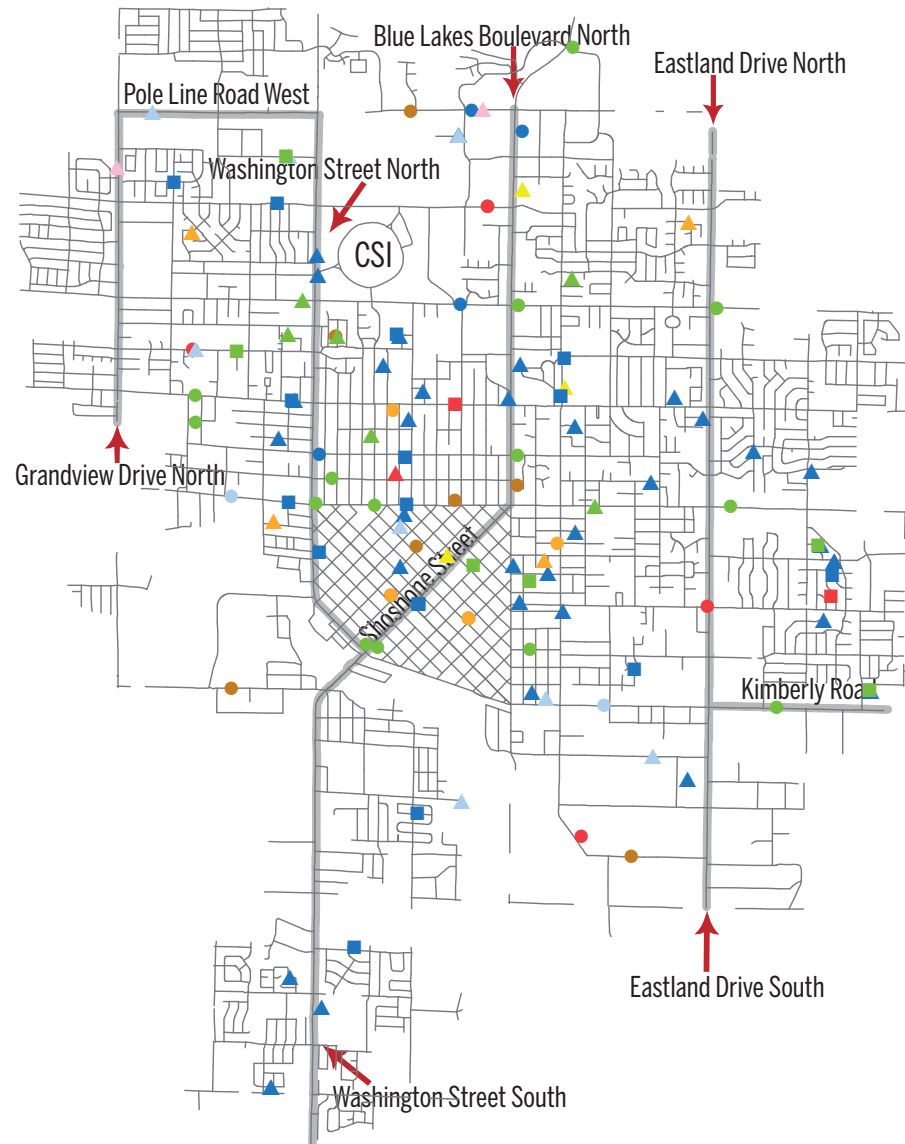 Blue Lakes Boulevard North
Eastland Drive North
Pole Line Road West
Washington Street North
CSI
Grandview Drive North
Shoshone Street
Kimberly Road
Eastland Drive South
Washington Street South